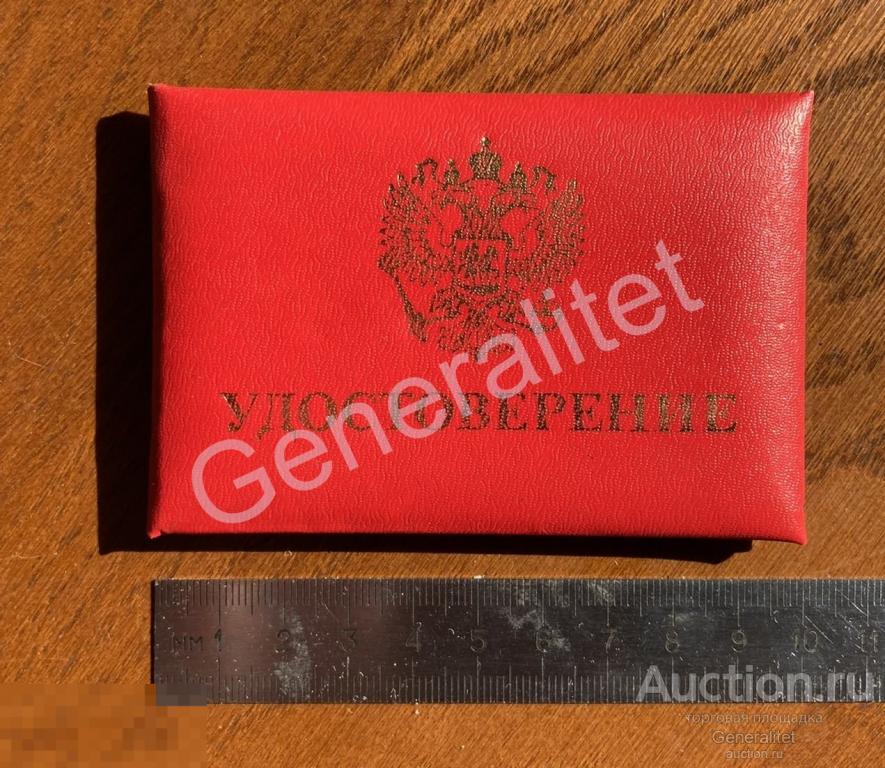 УДОСТОВЕРЕНИЕ
Generalitet
мм 1 2 3 4 5 6 7 8 9 10 11
Auction.ru
торговая площадка
Generalitet
auction.ru